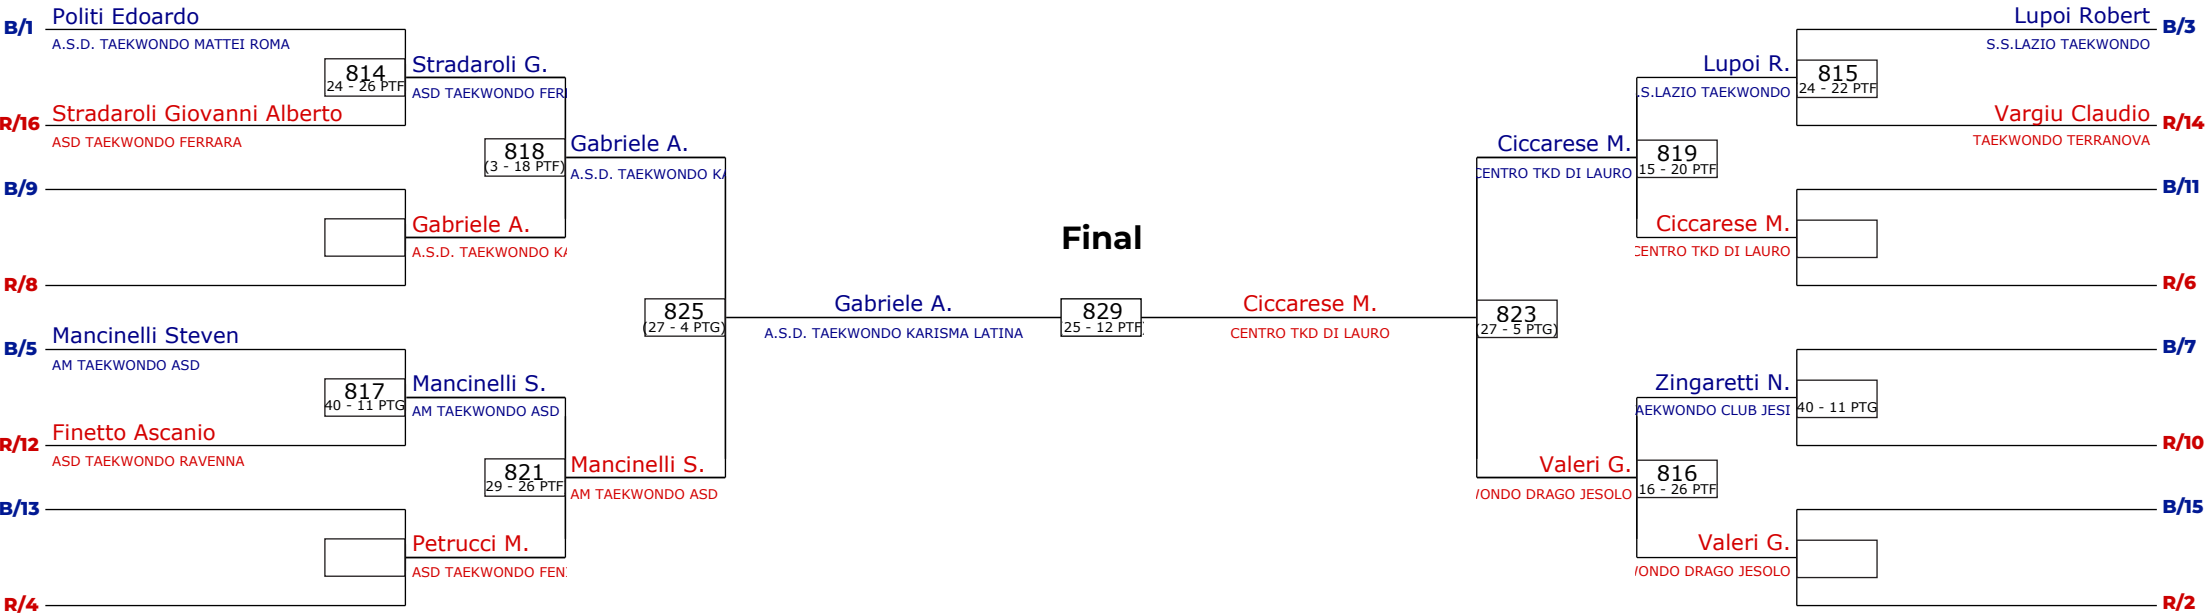 B/1
Politi Edoardo
A.S.D. TAEKWONDO MATTEI ROMA
814
24 - 26 PTF
R/16
Stradaroli Giovanni Alberto
ASD TAEKWONDO FERRARA
B/9
R/8
B/5
Mancinelli Steven
AM TAEKWONDO ASD
817
40 - 11 PTG
R/12
Finetto Ascanio
ASD TAEKWONDO RAVENNA
B/13
R/4
Stradaroli G.
ASD TAEKWONDO FER
818
(3 - 18 PTF)
Gabriele A.
A.S.D. TAEKWONDO KA
Mancinelli S.
AM TAEKWONDO ASD
821
29 - 26 PTF
Petrucci M.
ASD TAEKWONDO FEN
Gabriele A.
A.S.D. TAEKWONDO KA
825
(27 - 4 PTG)
Mancinelli S.
AM TAEKWONDO ASD
Final
Gabriele A.
A.S.D. TAEKWONDO KARISMA LATINA
829
25 - 12 PTF
Ciccarese M.
CENTRO TKD DI LAURO
Ciccarese M.
CENTRO TKD DI LAURO
823
(27 - 5 PTG)
Valeri G.
ONDO DRAGO JESOLO
Lupoi R.
.S.LAZIO TAEKWONDO
819
15 - 20 PTF
Ciccarese M.
CENTRO TKD DI LAURO
Zingaretti N.
AEKWONDO CLUB JESI
816
16 - 26 PTF
Valeri G.
ONDO DRAGO JESOLO
Lupoi Robert
B/3
S.S.LAZIO TAEKWONDO
815
24 - 22 PTF
Vargiu Claudio
R/14
TAEKWONDO TERRANOVA
B/11
R/6
B/7
40 - 11 PTG
R/10
B/15
R/2